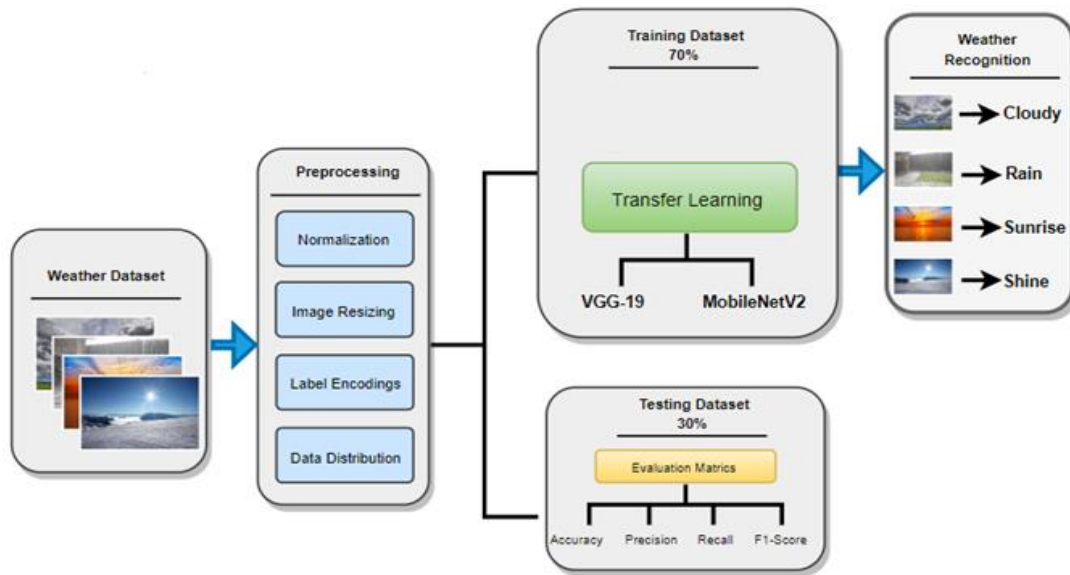 Weather Dataset
Preprocessing
Normalization
Image Resizing
Label Encodings
Data Distribution
Training Dataset
70%
Transfer Learning
VGG-19
MobileNetV2
Testing Dataset
30%
Evaluation Matrics
Accuracy
Precision
Recall
F1-Score
Weather
Recognition
Cloudy
Rain
Sunrise
Shine